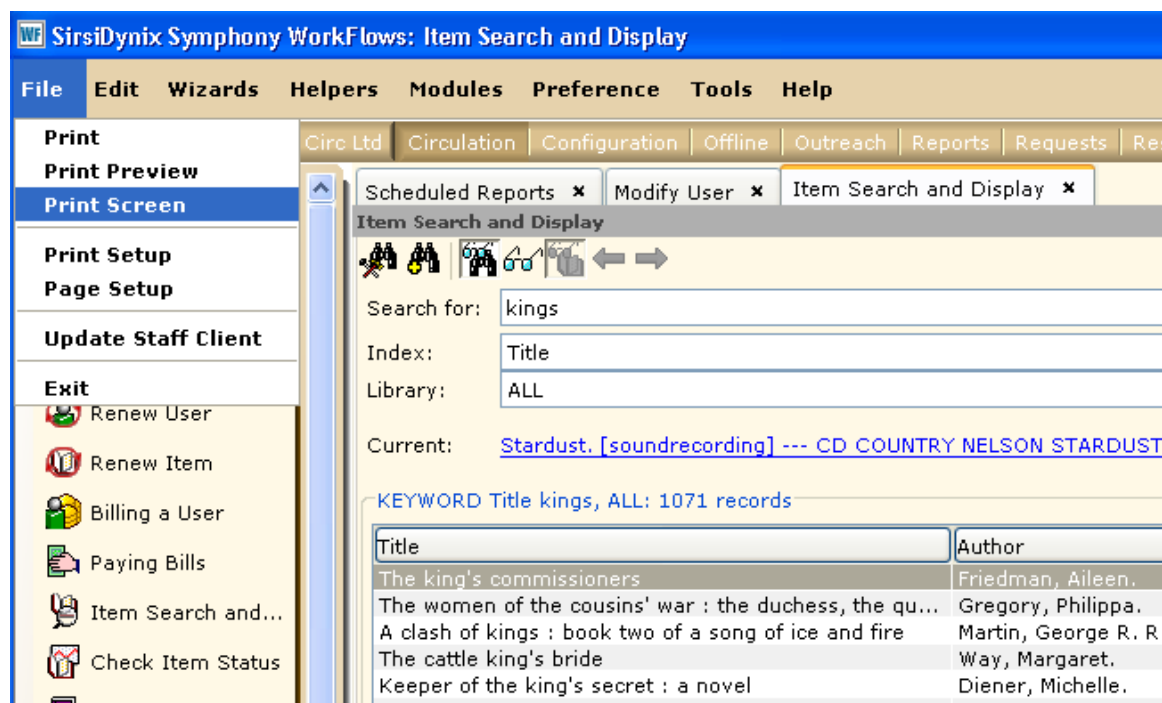 WF SirsiDynix Symphony WorkFlows: Item Search and Display
File Edit Wizards Helpers Modules Preference Tools Help
Print
Print Preview
Print Screen
Print Setup
Page Setup
Update Staff Client
Exit
Renew User
Renew Item
Billing a User
Paying Bills
Item Search and...
Check Item Status
Circ Ltd Circulation Configuration Offline Outreach Reports Requests Re
Scheduled Reports × Modify User × Item Search and Display ×
Item Search and Display
Search for: kings
Index: Title
Library: ALL
Current: Stardust. [soundrecording] --- CD COUNTRY NELSON STARDUST
KEYWORD Title kings, ALL: 1071 records
Title Author
The king's commissioners Friedman, Aileen.
The women of the cousins' war : the duchess, the qu... Gregory, Philippa.
A clash of kings : book two of a song of ice and fire Martin, George R. R
The cattle king's bride Way, Margaret.
Keeper of the king's secret : a novel Diener, Michelle.